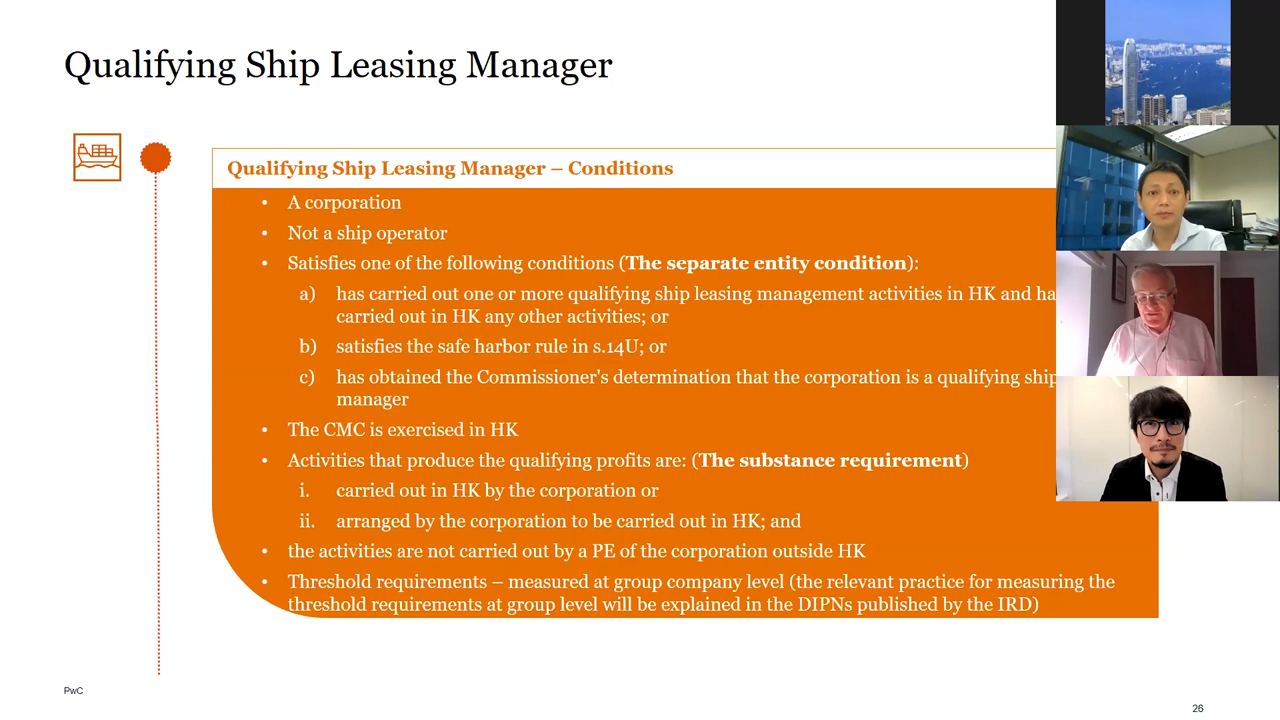 Qualifying Ship Leasing Manager
Qualifying Ship Leasing Manager – Conditions
• A corporation
• Not a ship operator
• Satisfies one of the following conditions (The separate entity condition):
a) has carried out one or more qualifying ship leasing management activities in HK and
carried out in HK any other activities; or
b) satisfies the safe harbor rule in s.14U; or
c) has obtained the Commissioner's determination that the corporation is a qualifying ship
manager
• The CMC is exercised in HK
• Activities that produce the qualifying profits are: (The substance requirement)
i. carried out in HK by the corporation or
ii. arranged by the corporation to be carried out in HK; and
• the activities are not carried out by a PE of the corporation outside HK
• Threshold requirements – measured at group company level (the relevant practice for measuring the
threshold requirements at group level will be explained in the DIPNs published by the IRD)
PwC
26